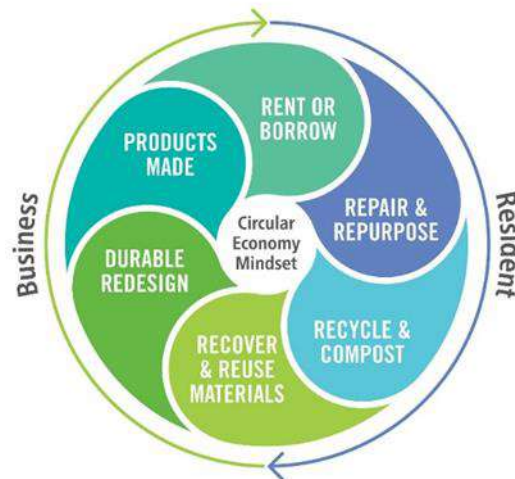 RENT OR
BORROW
REPAIR &
REPURPOSE
RECYCLE &
COMPOST
RECOVER
& REUSE
MATERIALS
DURABLE
REDESIGN
PRODUCTS
MADE
Circular
Economy
Mindset
Business
Resident